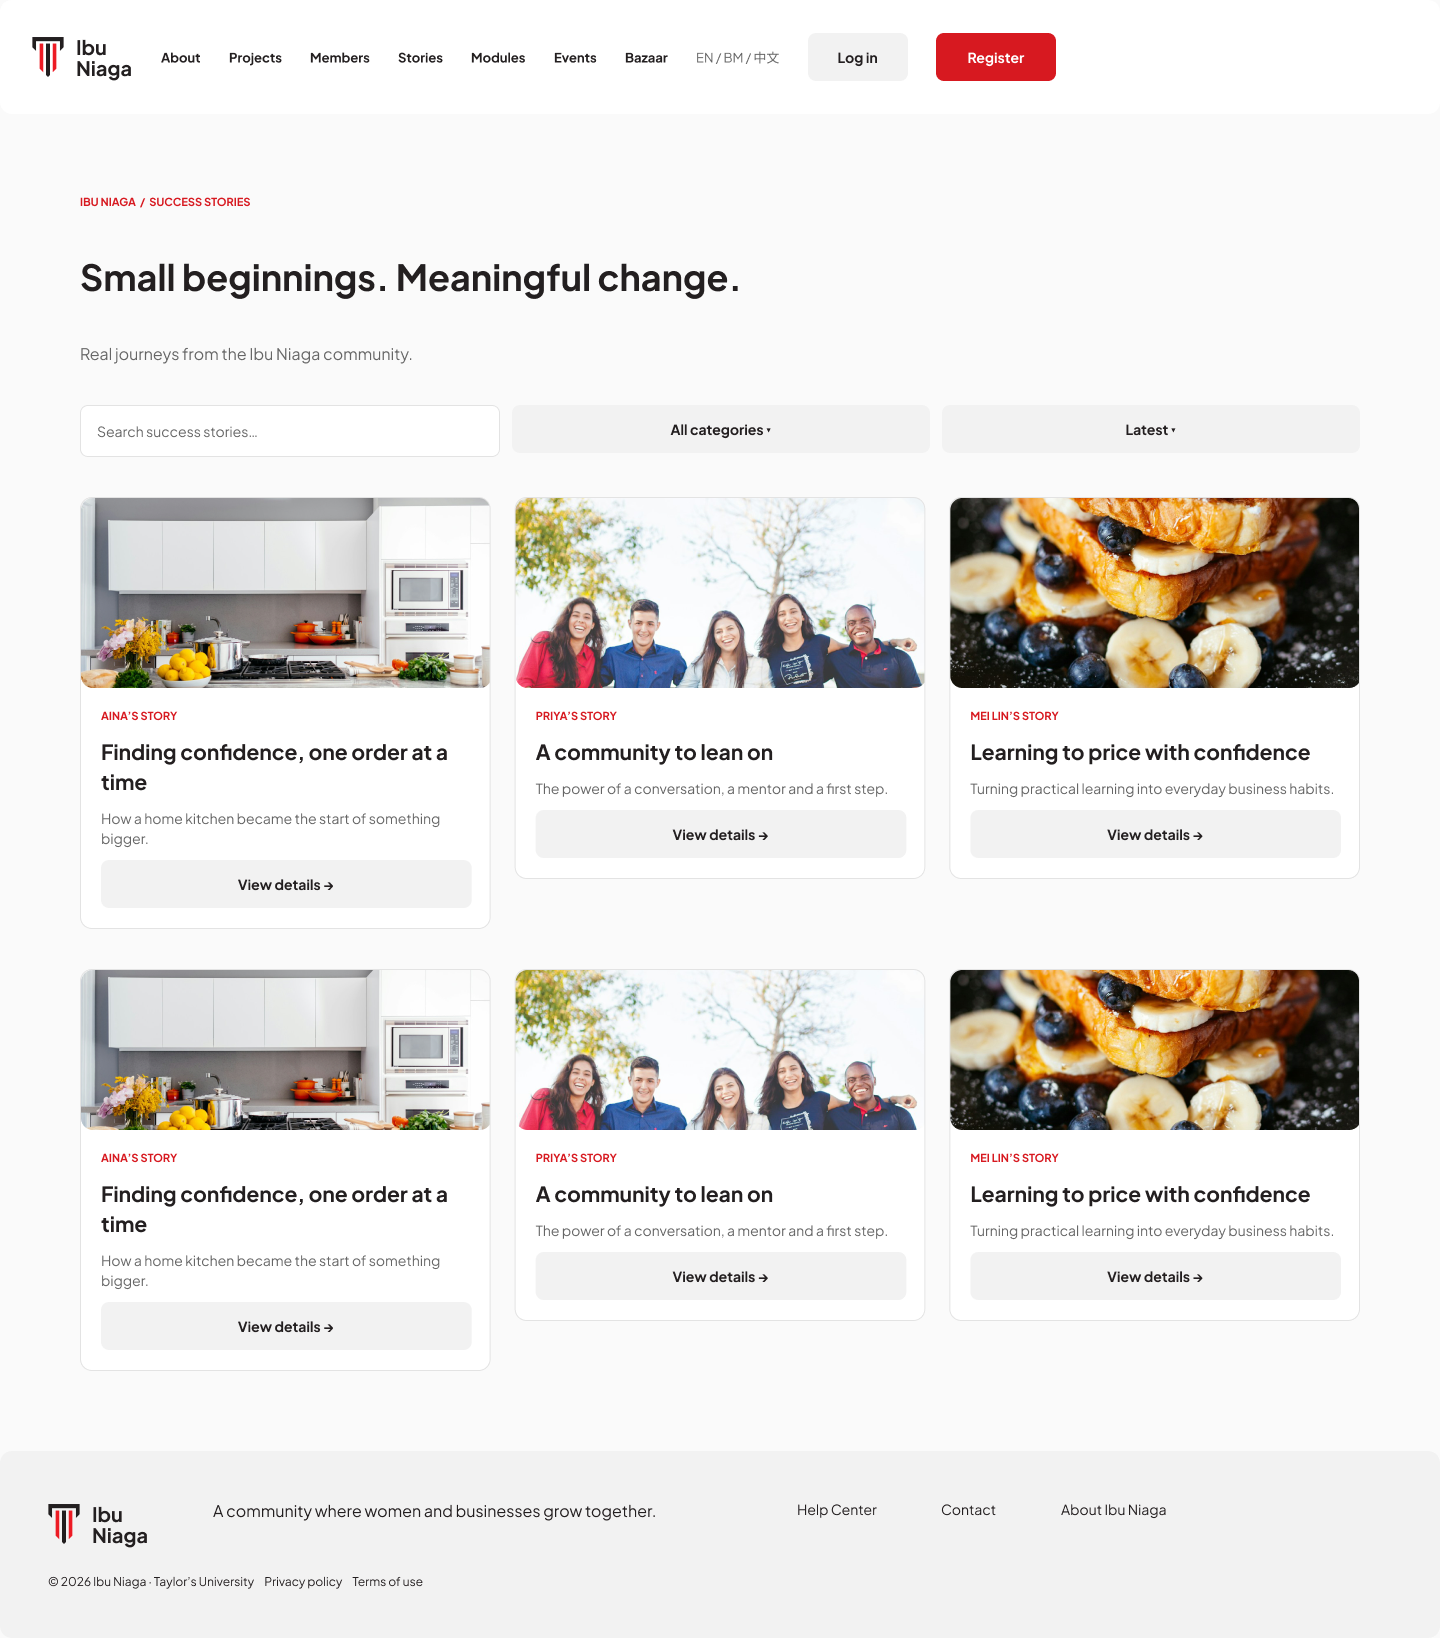 Ibu
Niaga
About
Projects
Members
Stories
Modules
Events
Bazaar
EN / BM / 中文
Log in
Register
IBU NIAGA / SUCCESS STORIES
Small beginnings. Meaningful change.
Real journeys from the Ibu Niaga community.
Search success stories...
All categories ▾
Latest ▾
AINA’S STORY
Finding confidence, one order at a
time
How a home kitchen became the start of something
bigger.
View details →
PRIYA’S STORY
A community to lean on
The power of a conversation, a mentor and a first step.
View details →
MEI LIN’S STORY
Learning to price with confidence
Turning practical learning into everyday business habits.
View details →
AINA’S STORY
Finding confidence, one order at a
time
How a home kitchen became the start of something
bigger.
View details →
PRIYA’S STORY
A community to lean on
The power of a conversation, a mentor and a first step.
View details →
MEI LIN’S STORY
Learning to price with confidence
Turning practical learning into everyday business habits.
View details →
Ibu
Niaga
A community where women and businesses grow together.
Help Center
Contact
About Ibu Niaga
© 2026 Ibu Niaga · Taylor’s University
Privacy policy
Terms of use